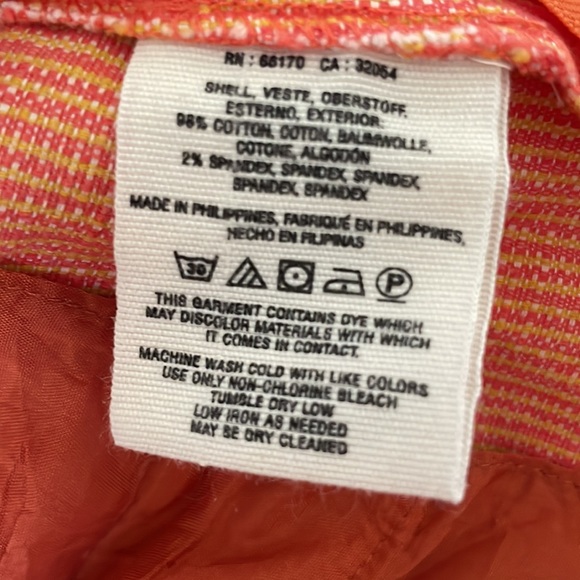 RN : 66170 CA : 32054
SHELL, VESTE, OBERSTOFF,
ESTERNO, EXTERIOR.
98% COTTON, COTON, BAUMWOLLE,
COTONE, ALGODÓN
2% SPANDEX, SPANDEX, SPANDEX,
SPANDEX, SPANDEX
MADE IN PHILIPPINES, FABRIQUÉ EN PHILIPPINES,
HECHO EN FILIPINAS
30 P
THIS GARMENT CONTAINS DYE WHICH
MAY DISCOLOR MATERIALS WITH WHICH
IT COMES IN CONTACT.
MACHINE WASH COLD WITH LIKE COLORS
USE ONLY NON-CHLORINE BLEACH
TUMBLE DRY LOW
LOW IRON AS NEEDED
MAY BE DRY CLEANED